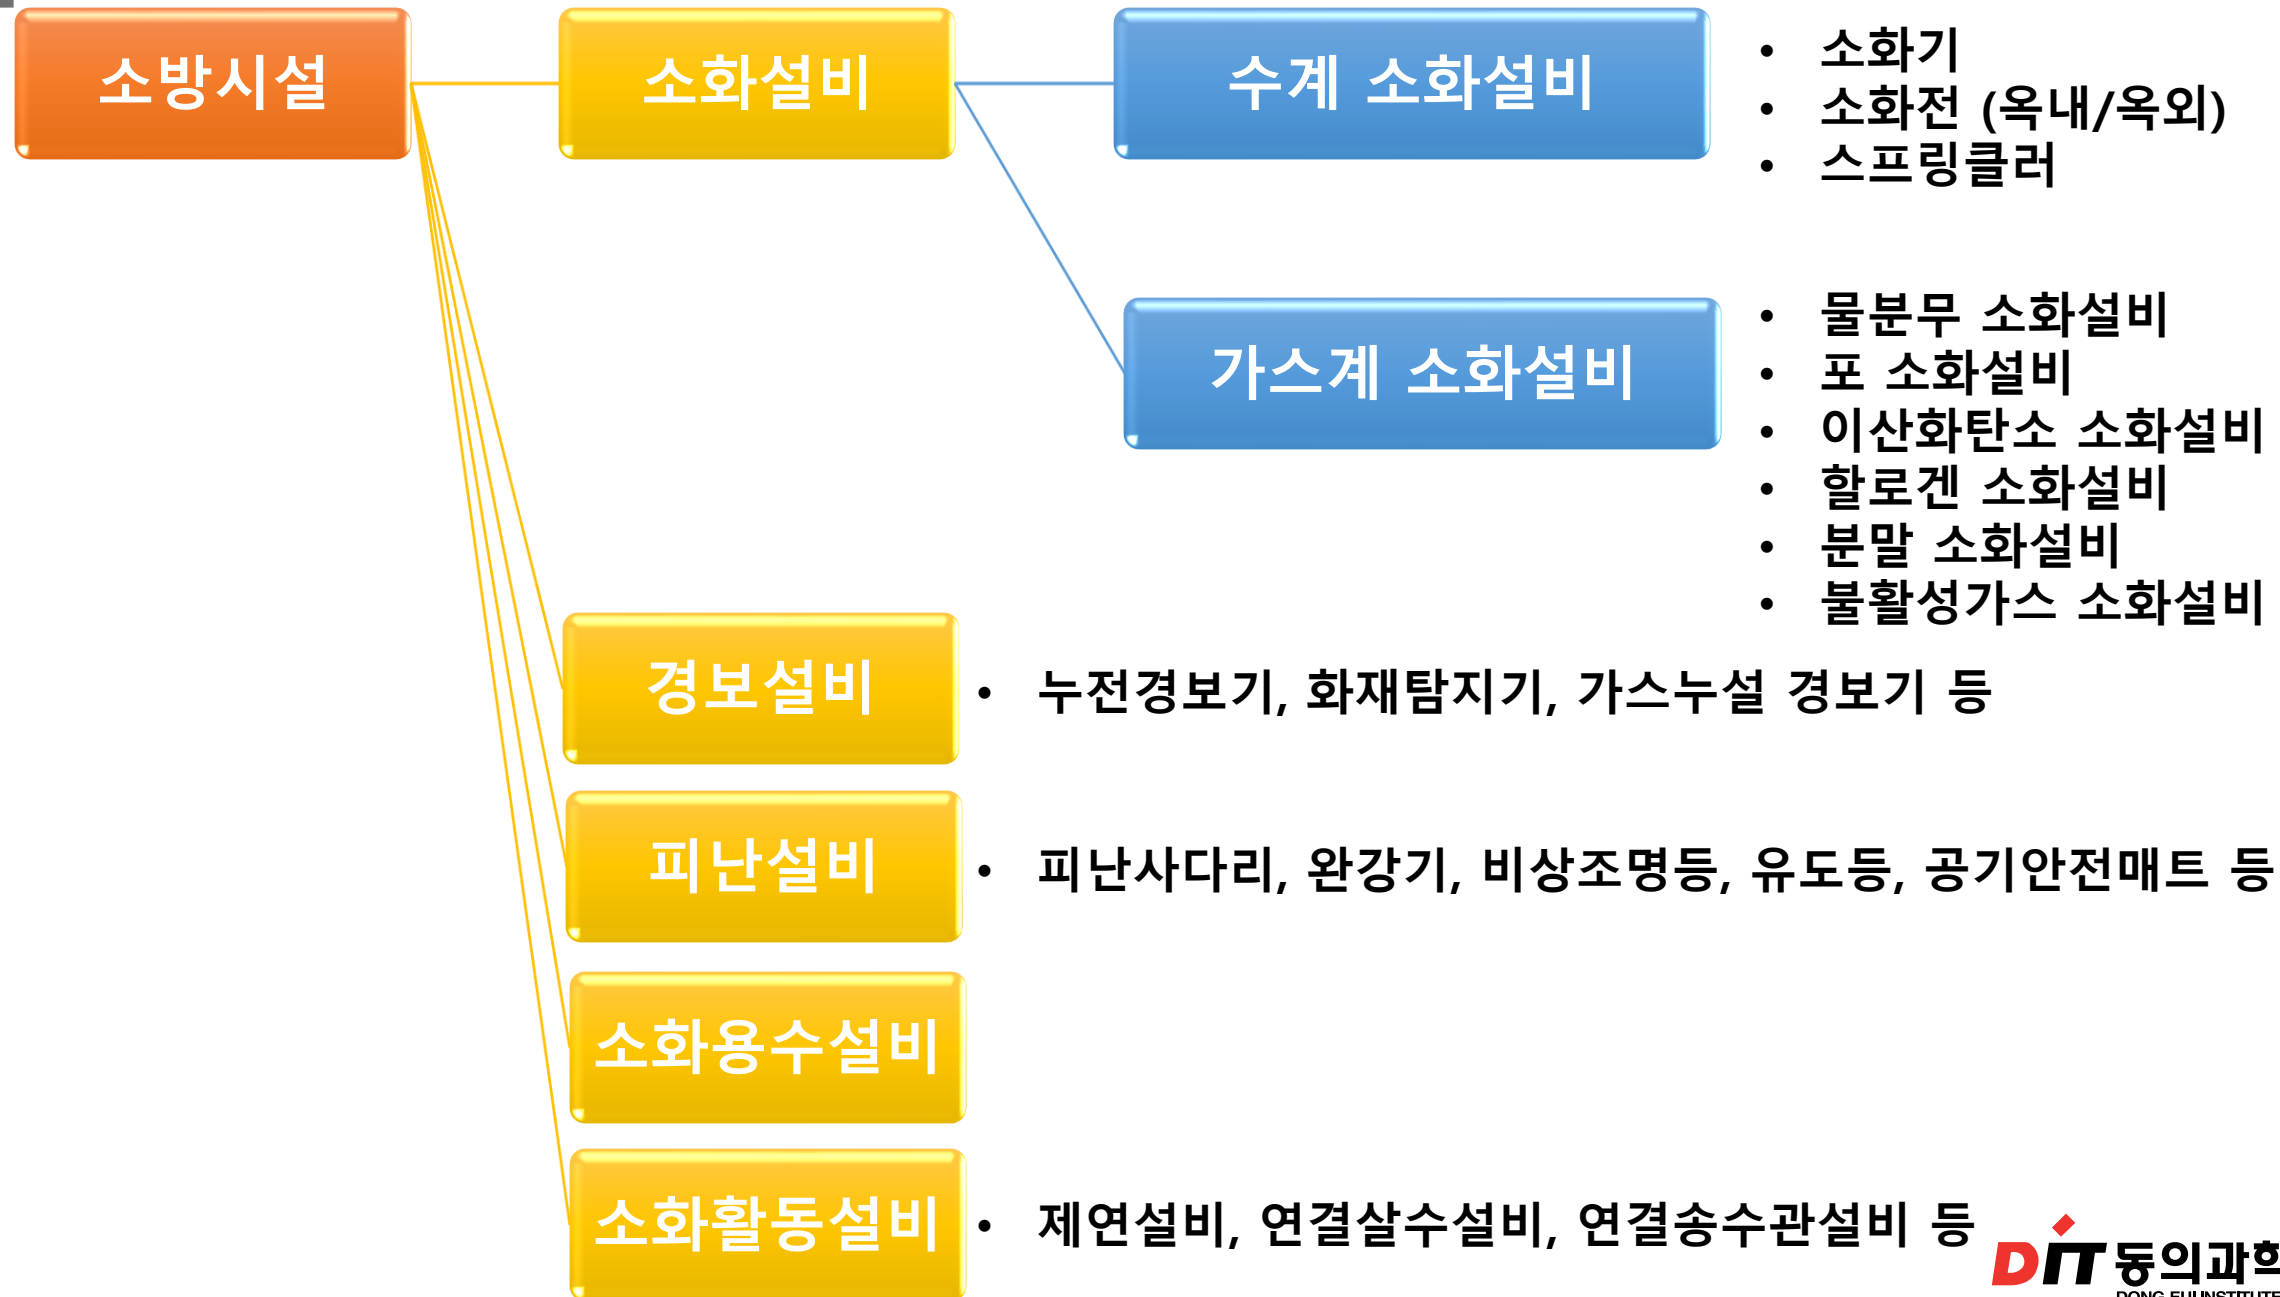 소방시설
소화설비
수계 소화설비
• 소화기
• 소화전 (옥내/옥외)
• 스프링클러
가스계 소화설비
• 물분무 소화설비
• 포 소화설비
• 이산화탄소 소화설비
• 할로겐 소화설비
• 분말 소화설비
• 불활성가스 소화설비
경보설비
• 누전경보기, 화재탐지기, 가스누설 경보기 등
피난설비
• 피난사다리, 완강기, 비상조명등, 유도등, 공기안전매트 등
소화용수설비
소화활동설비
• 제연설비, 연결살수설비, 연결송수관설비 등
DIT 동의과학